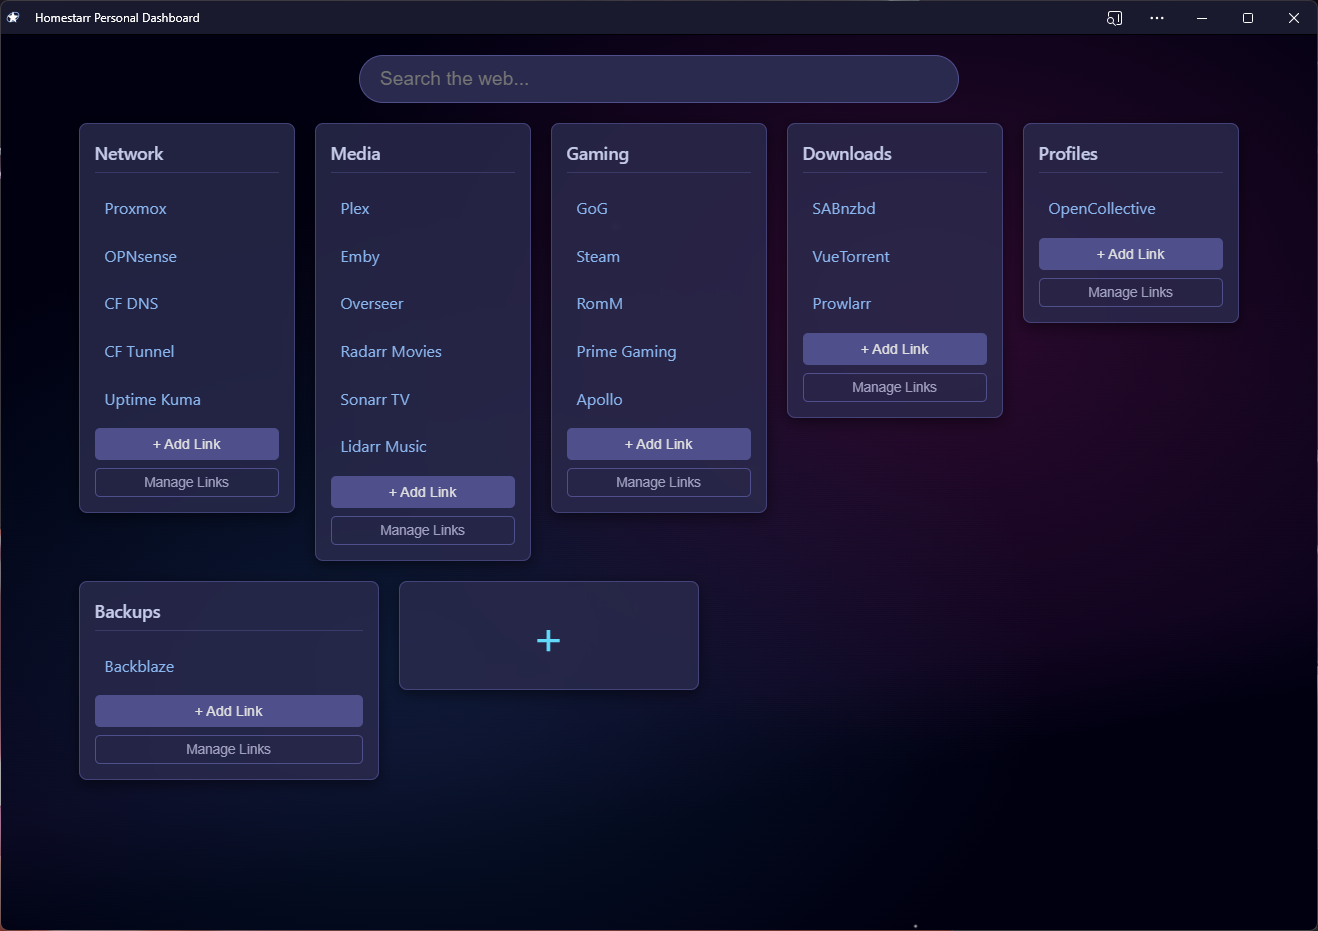 Homestarr Personal Dashboard
Search the web...
Network
Proxmox
OPNsense
CF DNS
CF Tunnel
Uptime Kuma
+ Add Link
Manage Links
Media
Plex
Emby
Overseer
Radarr Movies
Sonarr TV
Lidarr Music
+ Add Link
Manage Links
Gaming
GoG
Steam
RomM
Prime Gaming
Apollo
+ Add Link
Manage Links
Downloads
SABnzbd
VueTorrent
Prowlarr
+ Add Link
Manage Links
Profiles
OpenCollective
+ Add Link
Manage Links
Backups
Backblaze
+ Add Link
Manage Links
+